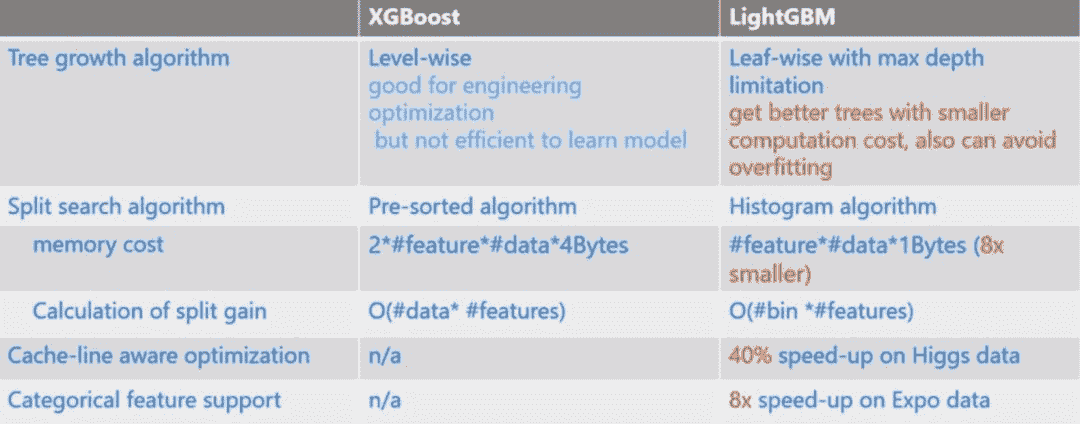 XGBoost LightGBM
Tree growth algorithm Level-wise Leaf-wise with max depth
good for engineering limitation
optimization get better trees with smaller
but not efficient to learn model computation cost, also can avoid
overfitting
Split search algorithm Pre-sorted algorithm Histogram algorithm
memory cost 2*#feature*#data*4Bytes #feature*#data*1Bytes (8x
smaller)
Calculation of split gain O(#data* #features) O(#bin *#features)
Cache-line aware optimization n/a 40% speed-up on Higgs data
Categorical feature support n/a 8x speed-up on Expo data